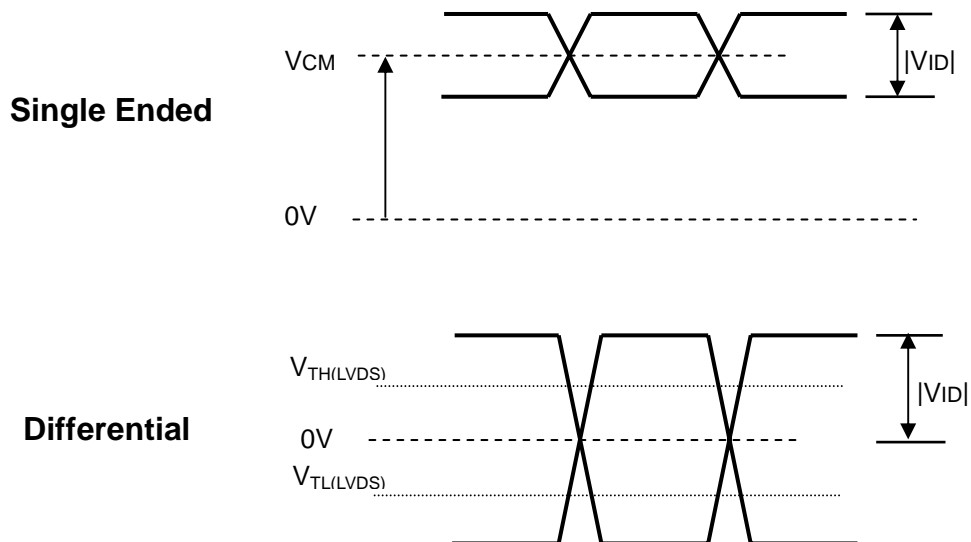 VCM
|VID|
Single Ended
0V
VTH(LVDS)
|VID|
Differential
0V
VTL(LVDS)